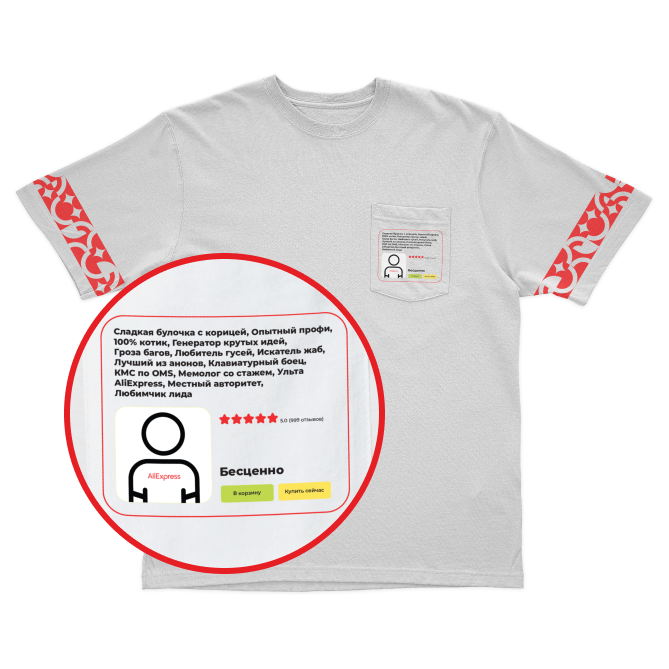 Сладкая булочка с корицей, Опытный профи,
100% котик, Генератор крутых идей,
Гроза багов, Любитель гусей, Искатель жаб,
Лучший из анонов, Клавиатурный боец,
КМС по OMS, Мемолог со стажем, Ульта
AliExpress, Местный авторитет,
Любимчик лида
5.0 (999 отзывов)
AliExpress
Бесценно
В корзину
Купить сейчас
Бесценно